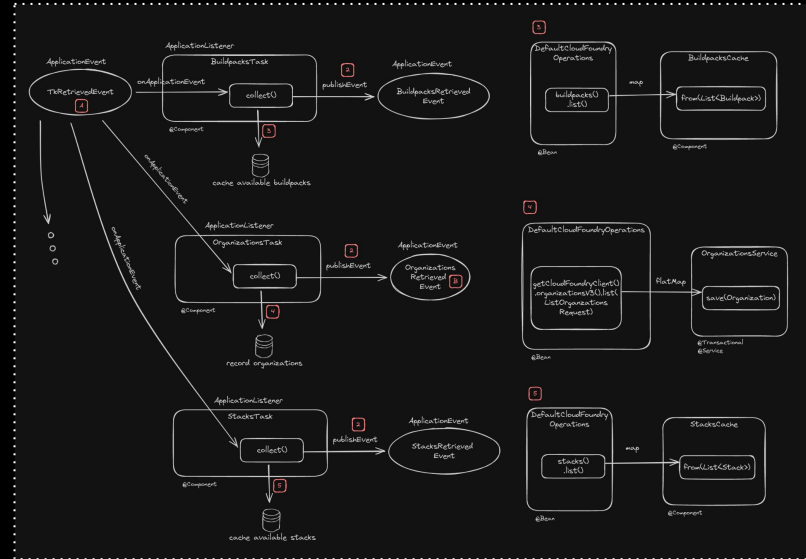 ApplicationEvent
TkRetrievedEvent
A
onApplicationEvent
ApplicationListener
BuildpacksTask
collect()
@Component
2
publishEvent
ApplicationEvent
BuildpacksRetrieved
Event
3
cache available buildpacks
onApplicationEvent
ApplicationListener
OrganizationsTask
collect()
@Component
2
publishEvent
ApplicationEvent
Organizations
Retrieved
Event
B
4
record organizations
onApplicationEvent
ApplicationListener
StacksTask
collect()
@Component
2
publishEvent
ApplicationEvent
StacksRetrieved
Event
5
cache available stacks
3
DefaultCloudFoundry
Operations
buildpacks()
.list()
@Bean
map
BuildpacksCache
from(List<Buildpack>)
@Component
4
DefaultCloudFoundryOperations
getCloudFoundryClient()
.organizationsV3().list(
ListOrganizations
Request)
@Bean
flatMap
OrganizationsService
save(Organization)
@Transactional
@Service
5
DefaultCloudFoundry
Operations
stacks()
.list()
@Bean
map
StacksCache
from(List<Stack>)
@Component